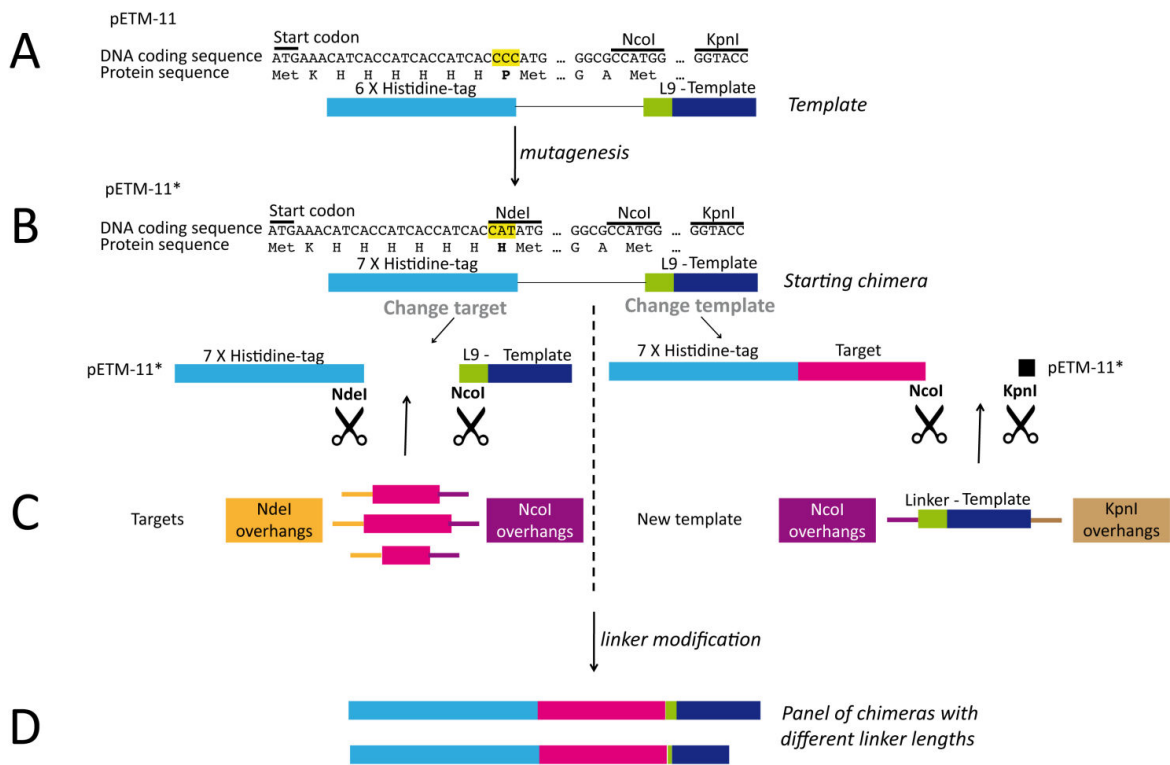 pETM-11
A
Start codon NcoI KpnI
DNA coding sequence ATGAAACATCACCATCACCATCACCCCATG ... GGCGCCATGG ... GGTACC
Protein sequence Met K H H H H H H P Met ... G A Met ...
6 X Histidine-tag L9 - Template
Template
mutagenesis
pETM-11*
B
Start codon NdeI NcoI KpnI
DNA coding sequence ATGAAACATCACCATCACCATCACCATATG ... GGCGCCATGG ... GGTACC
Protein sequence Met K H H H H H H H Met ... G A Met ...
7 X Histidine-tag L9 - Template
Starting chimera
Change target Change template
7 X Histidine-tag L9 - Template 7 X Histidine-tag Target
pETM-11* pETM-11*
NdeI NcoI NcoI KpnI
C
Targets NdeI overhangs NcoI overhangs New template NcoI overhangs Linker - Template KpnI overhangs
linker modification
D
Panel of chimeras with
different linker lengths